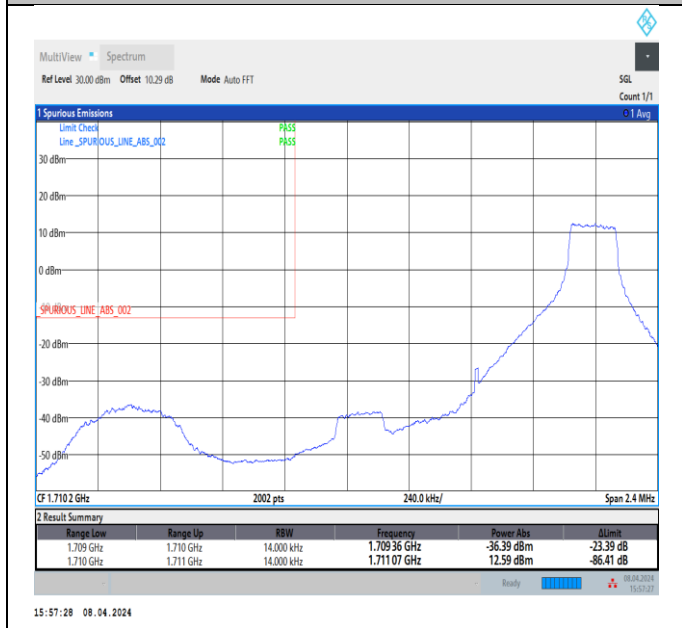 MultiView Spectrum
Ref Level 30.00 dBm Offset 10.29 dB Mode Auto FFT SGL
Count 1/1
1 Spurious Emissions 1 Avg
Limit Check PASS
Line _SPURIOUS_LINE_ABS_002 PASS
30 dBm
20 dBm
10 dBm
0 dBm
_SPURIOUS_LINE_ABS_002
-20 dBm
-30 dBm
-40 dBm
-50 dBm
CF 1.7102 GHz 2002 pts 240.0 kHz/ Span 2.4 MHz
2 Result Summary
Range Low Range Up RBW Frequency Power Abs ΔLimit
1.709 GHz 1.710 GHz 14.000 kHz 1.70936 GHz -36.39 dBm -23.39 dB
1.710 GHz 1.711 GHz 14.000 kHz 1.71107 GHz 12.59 dBm -86.41 dB
Ready 08.04.2024
15:57:27
15:57:28 08.04.2024